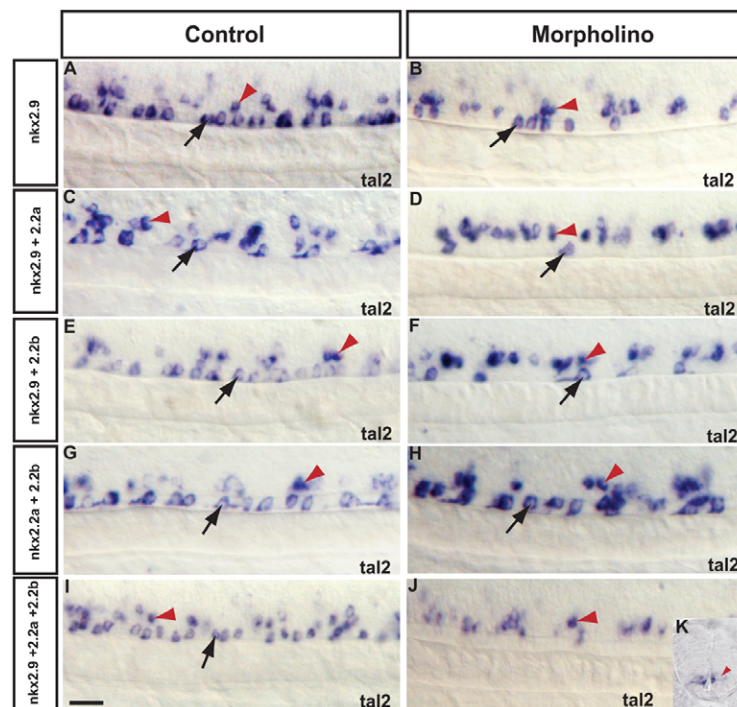 Control
Morpholino
nkx2.9
A
tal2
B
tal2
nkx2.9 + 2.2a
C
tal2
D
tal2
nkx2.9 + 2.2b
E
tal2
F
tal2
nkx2.2a + 2.2b
G
tal2
H
tal2
nkx2.9 +2.2a +2.2b
I
tal2
J
tal2
K